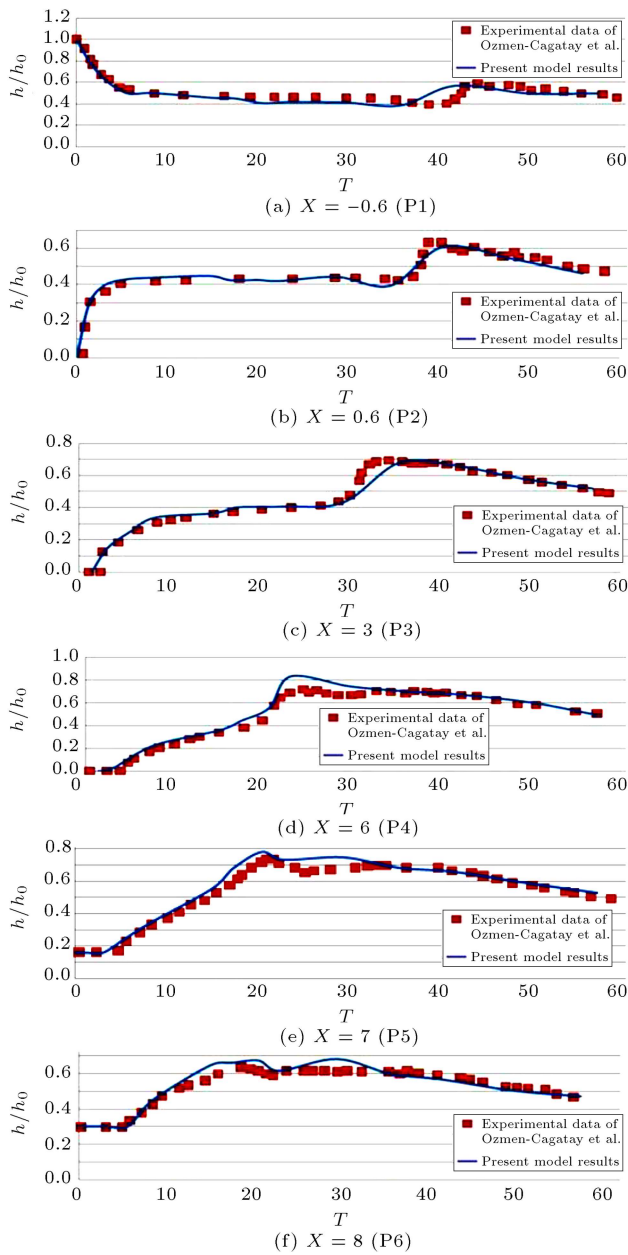 1.2
1.0
0.8
0.6
0.4
0.2
0.0
h/h0
Experimental data of
Ozmen-Cagatay et al.
Present model results
0 10 20 30 40 50 60
T
(a) X = −0.6 (P1)
0.6
0.4
0.2
0.0
h/h0
Experimental data of
Ozmen-Cagatay et al.
Present model results
0 10 20 30 40 50 60
T
(b) X = 0.6 (P2)
0.8
0.6
0.4
0.2
0.0
h/h0
Experimental data of
Ozmen-Cagatay et al.
Present model results
0 10 20 30 40 50 60
T
(c) X = 3 (P3)
1.0
0.8
0.6
0.4
0.2
0.0
h/h0
Experimental data of
Ozmen-Cagatay et al.
Present model results
0 10 20 30 40 50 60
T
(d) X = 6 (P4)
0.8
0.6
0.4
0.2
0.0
h/h0
Experimental data of
Ozmen-Cagatay et al.
Present model results
0 10 20 30 40 50 60
T
(e) X = 7 (P5)
0.6
0.4
0.2
0.0
h/h0
Experimental data of
Ozmen-Cagatay et al.
Present model results
0 10 20 30 40 50 60
T
(f) X = 8 (P6)